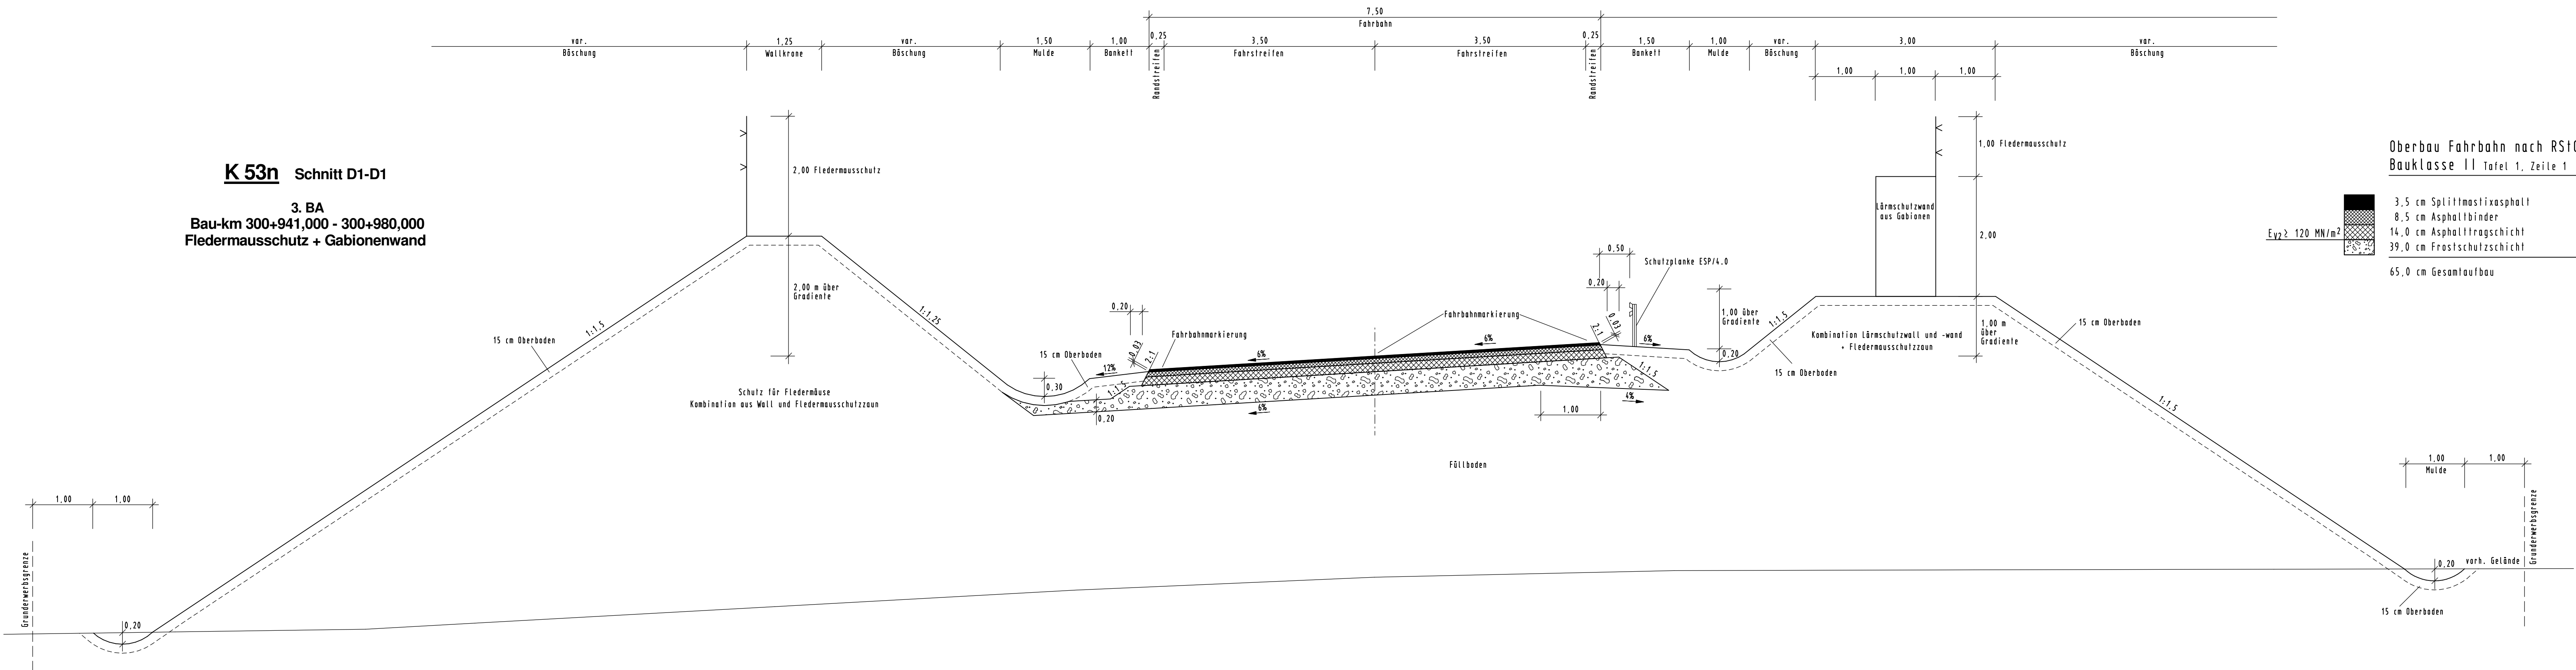 7,50
Fahrbahn
var.
Böschung
1,25
Wallkrone
var.
Böschung
1,50
Mulde
1,00
Bankett
0,25
Randstreifen
3,50
Fahrstreifen
3,50
Fahrstreifen
0,25
Randstreifen
1,50
Bankett
1,00
Mulde
var.
Böschung
3,00
var.
Böschung
1,00
1,00
1,00
K 53n Schnitt D1-D1
3. BA
Bau-km 300+941,000 - 300+980,000
Fledermausschutz + Gabionenwand
2,00 Fledermausschutz
2,00 m über
Gradiente
1:1,5
15 cm Oberboden
1:1,25
Schutz für Fledermäuse
Kombination aus Wall und Fledermausschutzzaun
15 cm Oberboden
0,30
0,20
0,03
2:1
Fahrbahnmarkierung
12%
1:1,5
0,20
6%
6%
6%
Fahrbahnmarkierung
0,50
0,20
0,03
2:1
Schutzplanke ESP/4.0
6%
1:1,5
4%
1,00
Füllboden
1,00 über
Gradiente
0,20
1:1,5
15 cm Oberboden
1,00 Fledermausschutz
Lärmschutzwand
aus Gabionen
2,00
Kombination Lärmschutzwall und -wand
+ Fledermausschutzzaun
1,00 m
über
Gradiente
15 cm Oberboden
1:1,5
Oberbau Fahrbahn nach RStO
Bauklasse II Tafel 1, Zeile 1
3,5 cm Splittmastixasphalt
8,5 cm Asphaltbinder
14,0 cm Asphalttragschicht
39,0 cm Frostschutzschicht
Ev2≥ 120 MN/m²
65,0 cm Gesamtaufbau
1,00
1,00
Grunderwerbsgrenze
0,20
1,00
Mulde
1,00
Grunderwerbsgrenze
0,20
vorh. Gelände
15 cm Oberboden